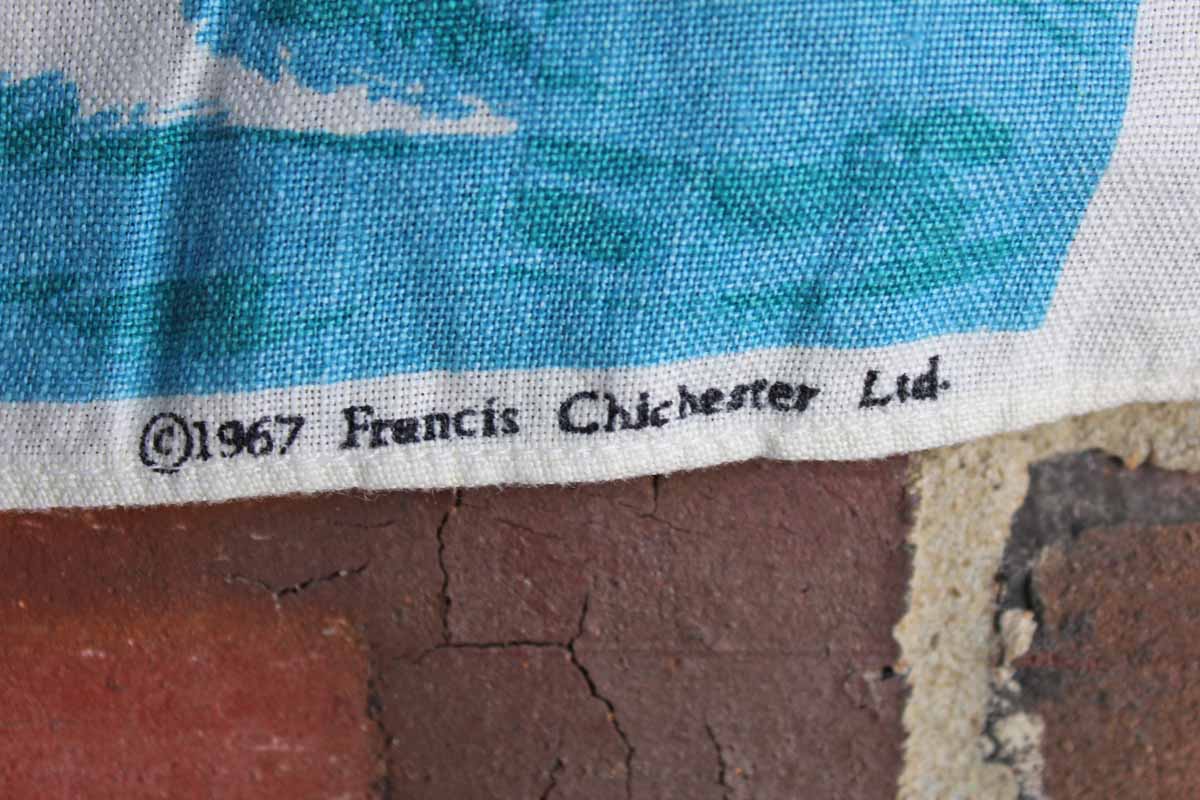 ©1967 Francis Chichester Ltd.